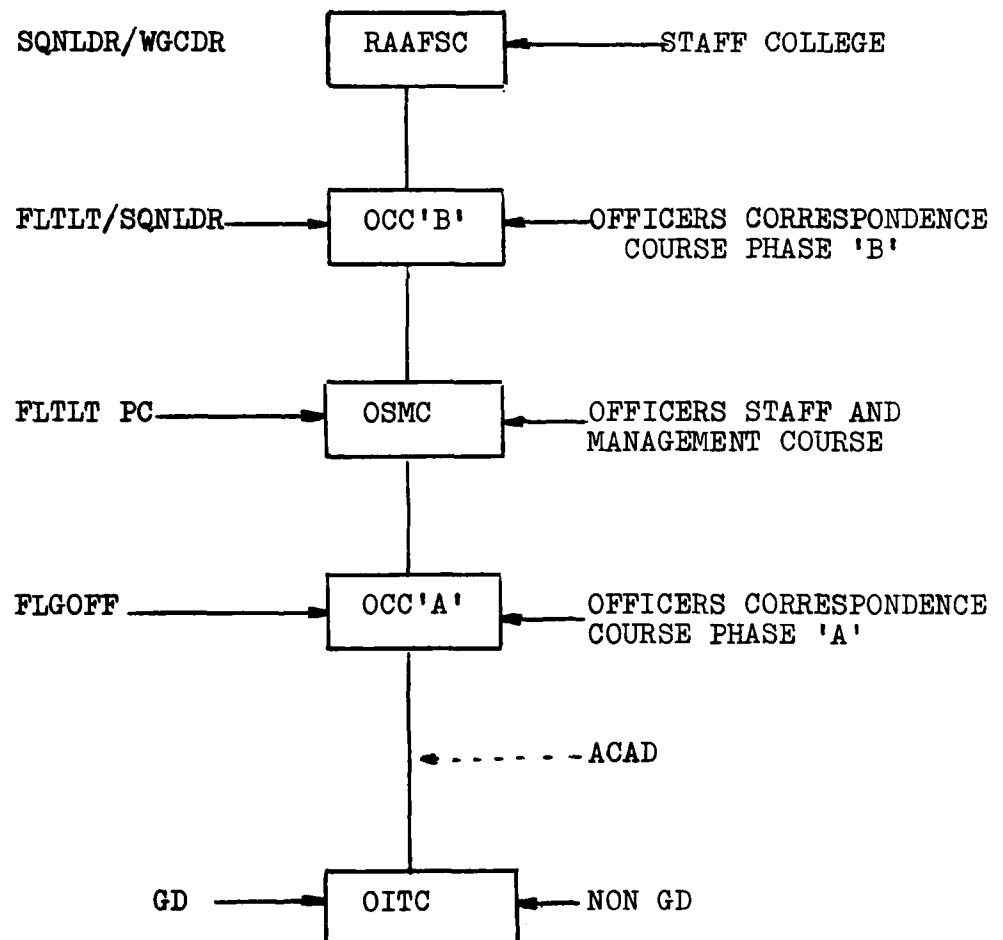 SQNLDR/WGCDR RAAFSC STAFF COLLEGE
FLTLT/SQNLDR OCC'B' OFFICERS CORRESPONDENCE
COURSE PHASE 'B'
FLTLT PC OSMC OFFICERS STAFF AND
MANAGEMENT COURSE
FLGOFF OCC'A' OFFICERS CORRESPONDENCE
COURSE PHASE 'A'
ACAD
GD OITC NON GD